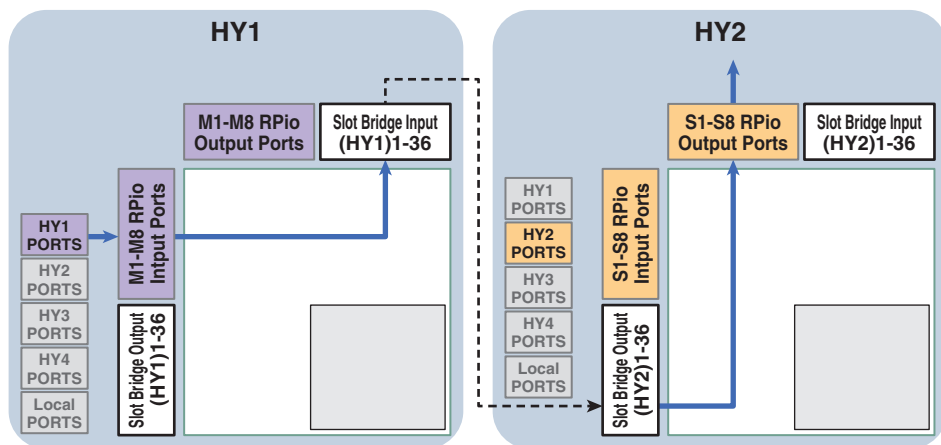 HY1
M1-M8 RPio
Output Ports
Slot Bridge Input
(HY1)1-36
M1-M8 RPio
Intput Ports
HY1
PORTS
HY2
PORTS
HY3
PORTS
HY4
PORTS
Local
PORTS
Slot Bridge Output
(HY1)1-36
HY2
S1-S8 RPio
Output Ports
Slot Bridge Input
(HY2)1-36
S1-S8 RPio
Intput Ports
HY1
PORTS
HY2
PORTS
HY3
PORTS
HY4
PORTS
Local
PORTS
Slot Bridge Output
(HY2)1-36